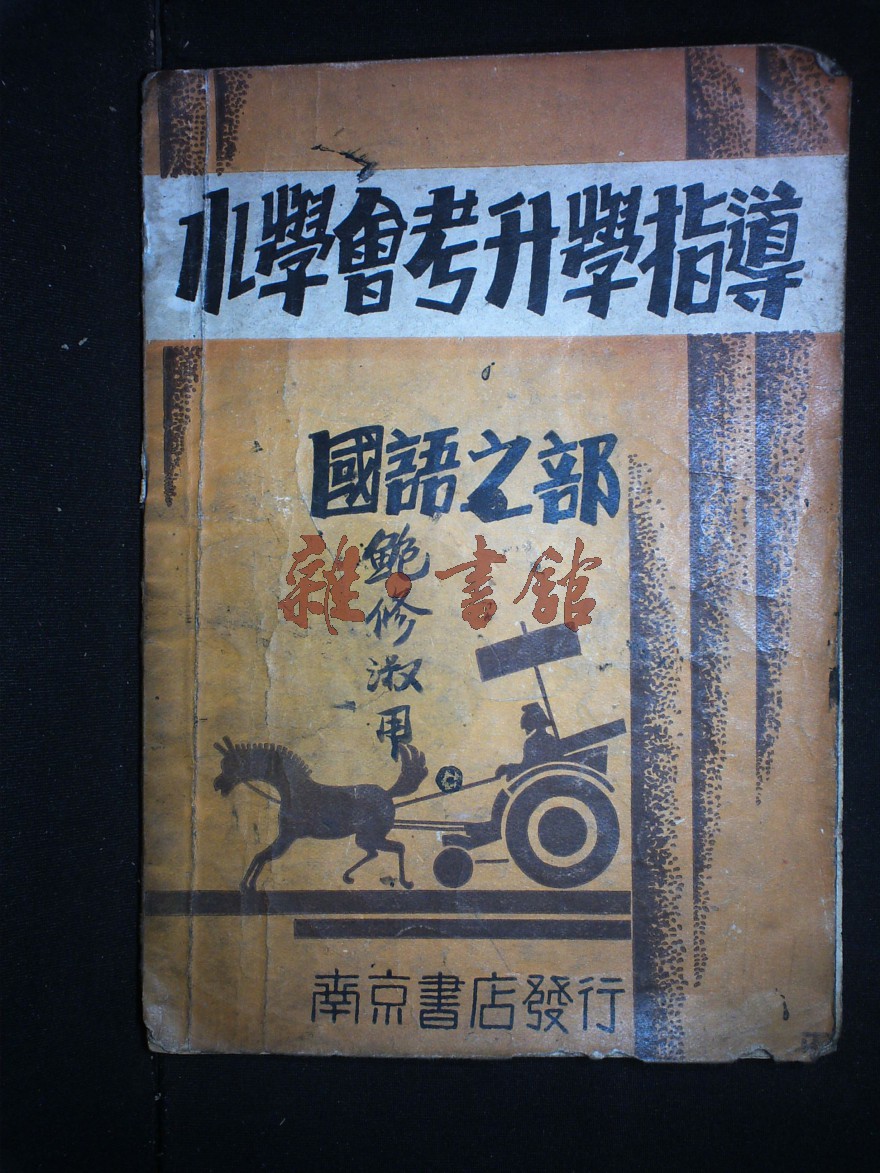 小學會考升學指導
國語之部
鲍修淑用
雜·書館
南京書店發行